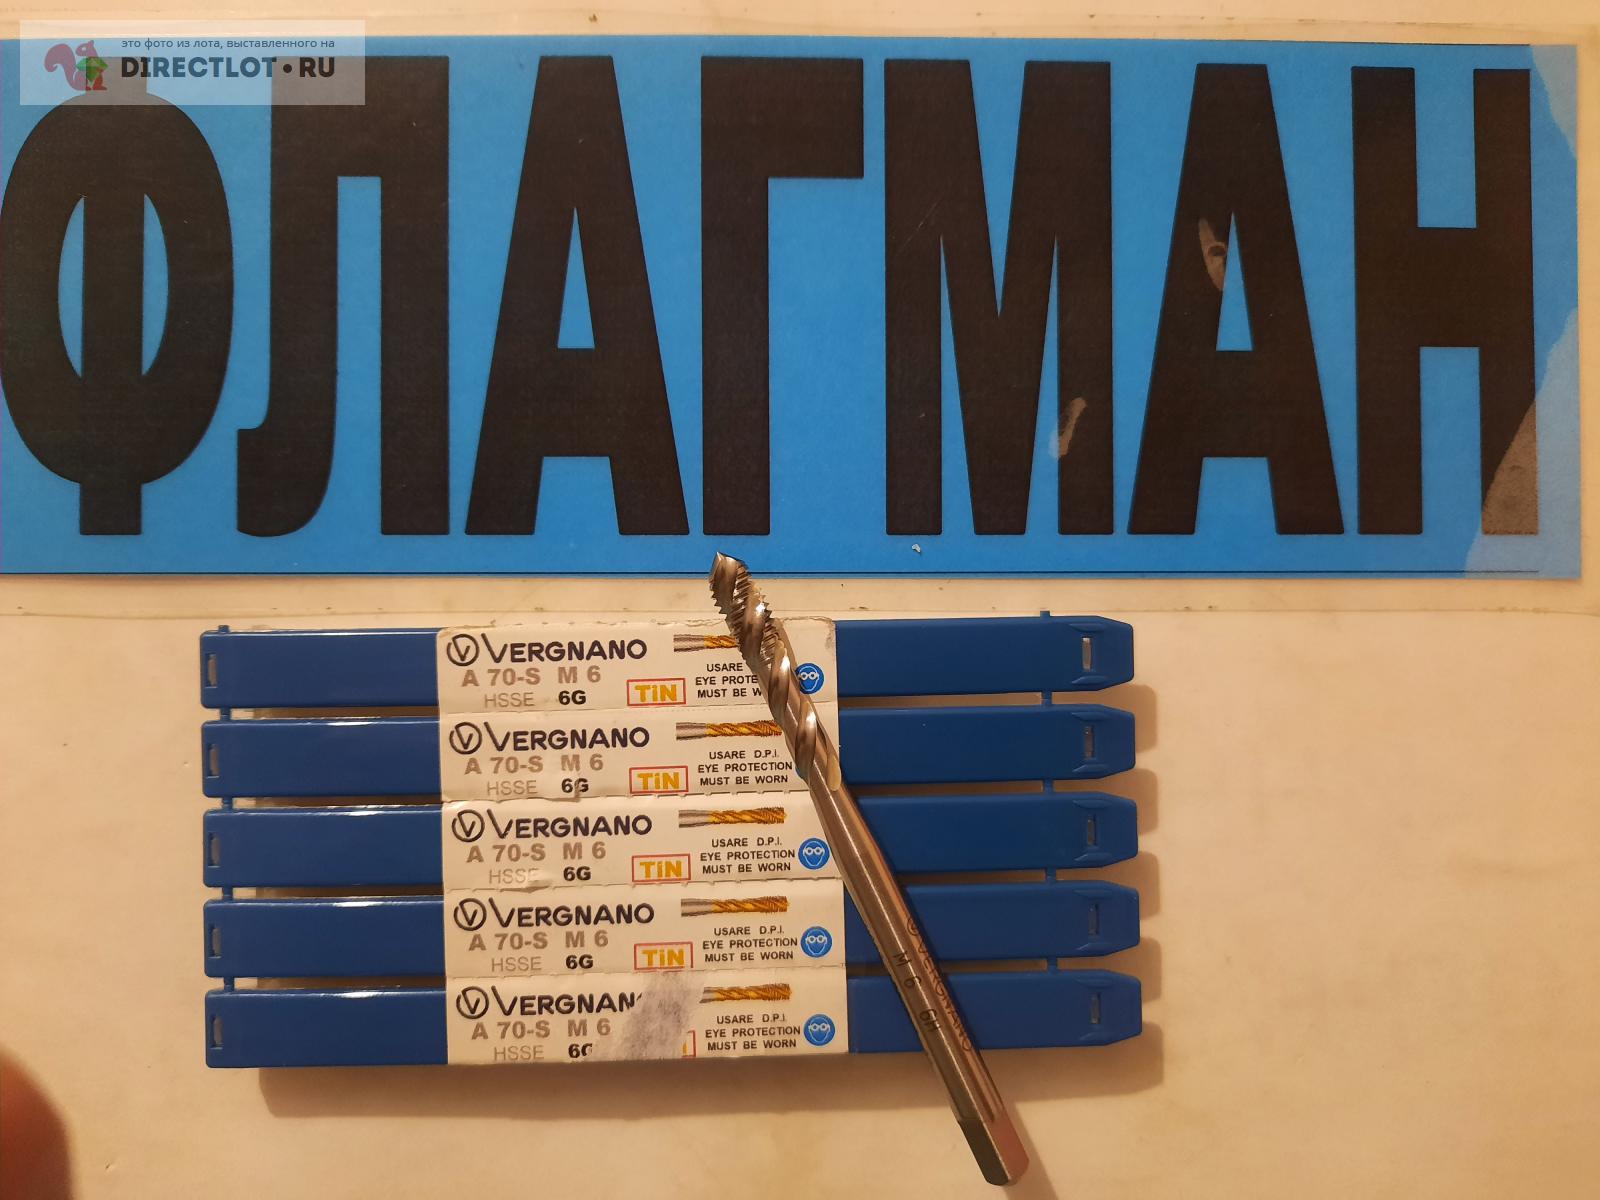 это фото из лота, выставленного на
DIRECTLOT•RU
ФЛАГМАН
VERGNANO
A 70-S M 6
HSSE 6G
TiN
USARE
EYE PROTE
MUST BE W
VERGNANO
A 70-S M 6
HSSE 6G
TiN
USARE D.P.I.
EYE PROTECTION
MUST BE WORN
VERGNANO
A 70-S M 6
HSSE 6G
TiN
USARE D.P.I.
EYE PROTECTION
MUST BE WORN
VERGNANO
A 70-S M 6
HSSE 6G
TiN
USARE D.P.I.
EYE PROTECTION
MUST BE WORN
VERGNAN
A 70-S M 6
HSSE 6G
USARE D.P.I.
EYE PROTECTION
MUST BE WORN
VERGNANO
M 6 6H